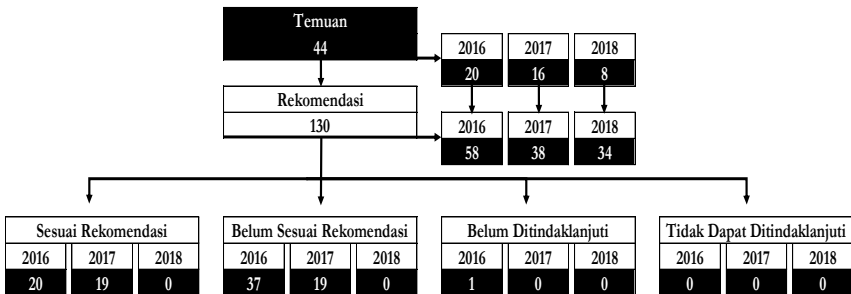 Temuan
44
2016 2017 2018
20 16 8
Rekomendasi
130
2016 2017 2018
58 38 34
Sesuai Rekomendasi
2016 2017 2018
20 19 0
Belum Sesuai Rekomendasi
2016 2017 2018
37 19 0
Belum Ditindaklanjuti
2016 2017 2018
1 0 0
Tidak Dapat Ditindaklanjuti
2016 2017 2018
0 0 0